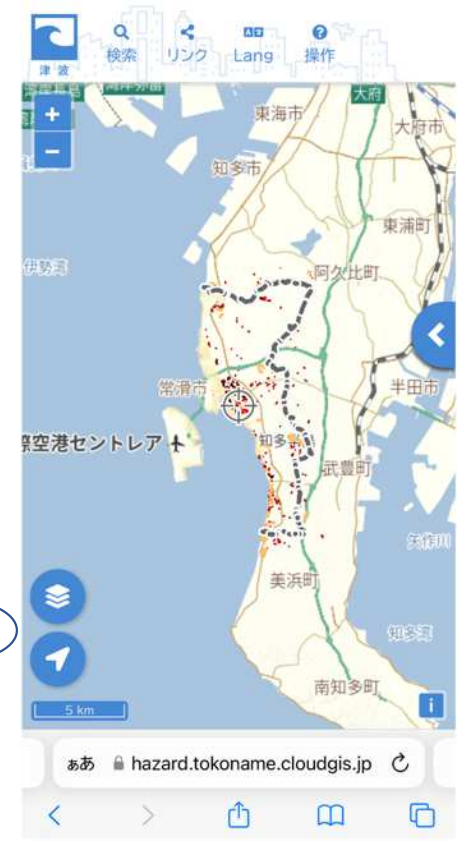 津波
検索
リンク
Lang
操作
大府
東海市
大府市
知多市
東浦町
伊勢湾
阿久比町
常滑市
半田市
空港セントレア
知多
武豊町
矢作川
美浜町
知多湾
南知多町
5 km
i
ぁあ hazard.tokoname.cloudgis.jp